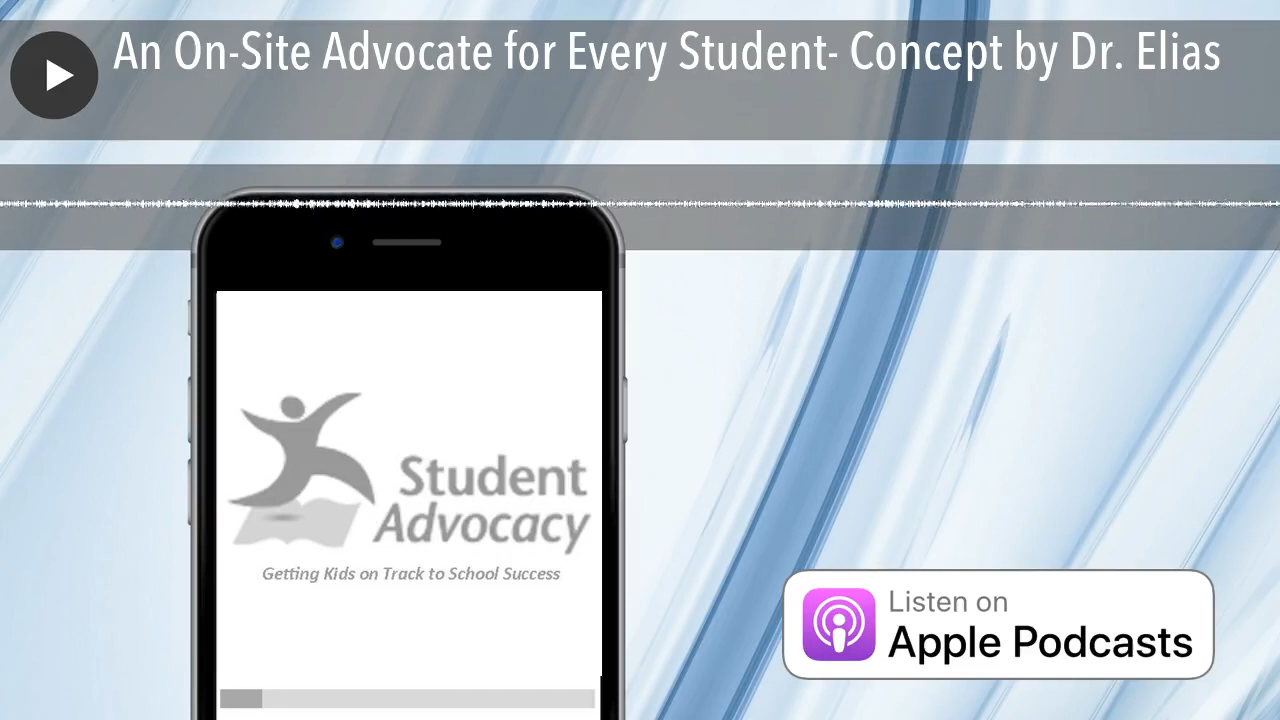 An On-Site Advocate for Every Student- Concept by Dr. Elias
Student
Advocacy
Getting Kids on Track to School Success
Listen on
Apple Podcasts